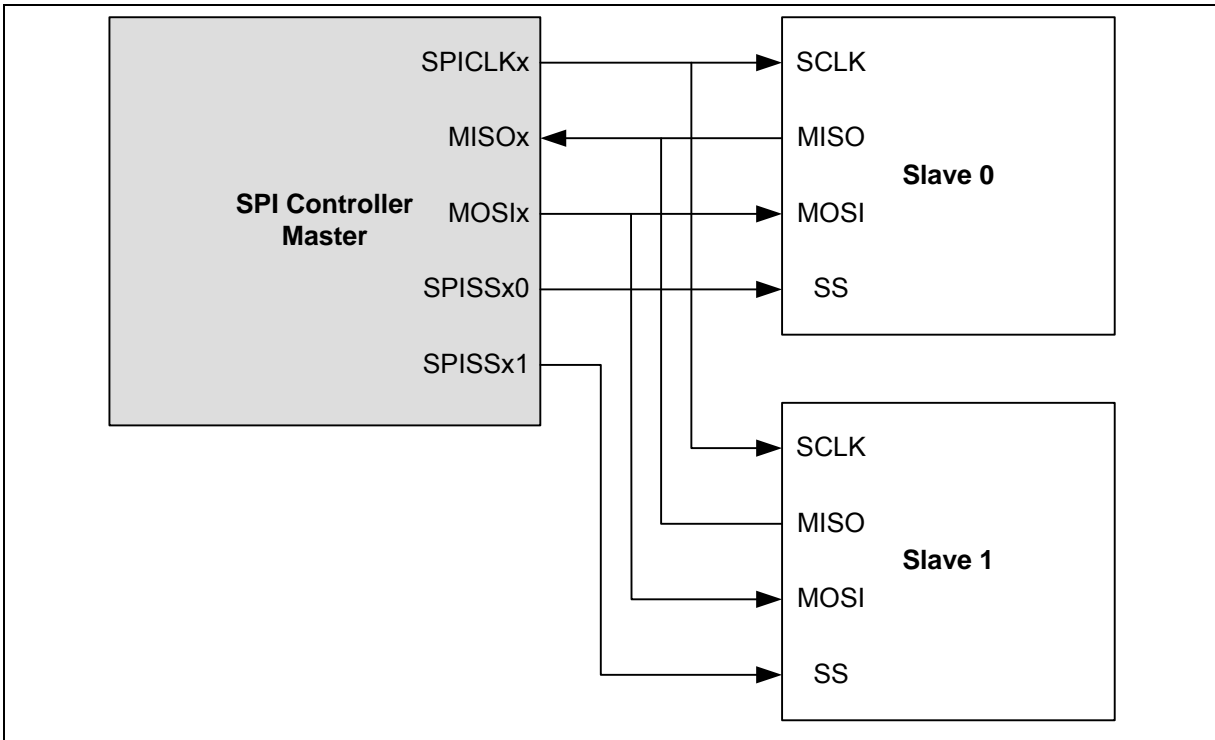 SPI Controller
Master
SPICLKx
MISOx
MOSIx
SPISSx0
SPISSx1
SCLK
MISO
MOSI
SS
Slave 0
SCLK
MISO
MOSI
SS
Slave 1